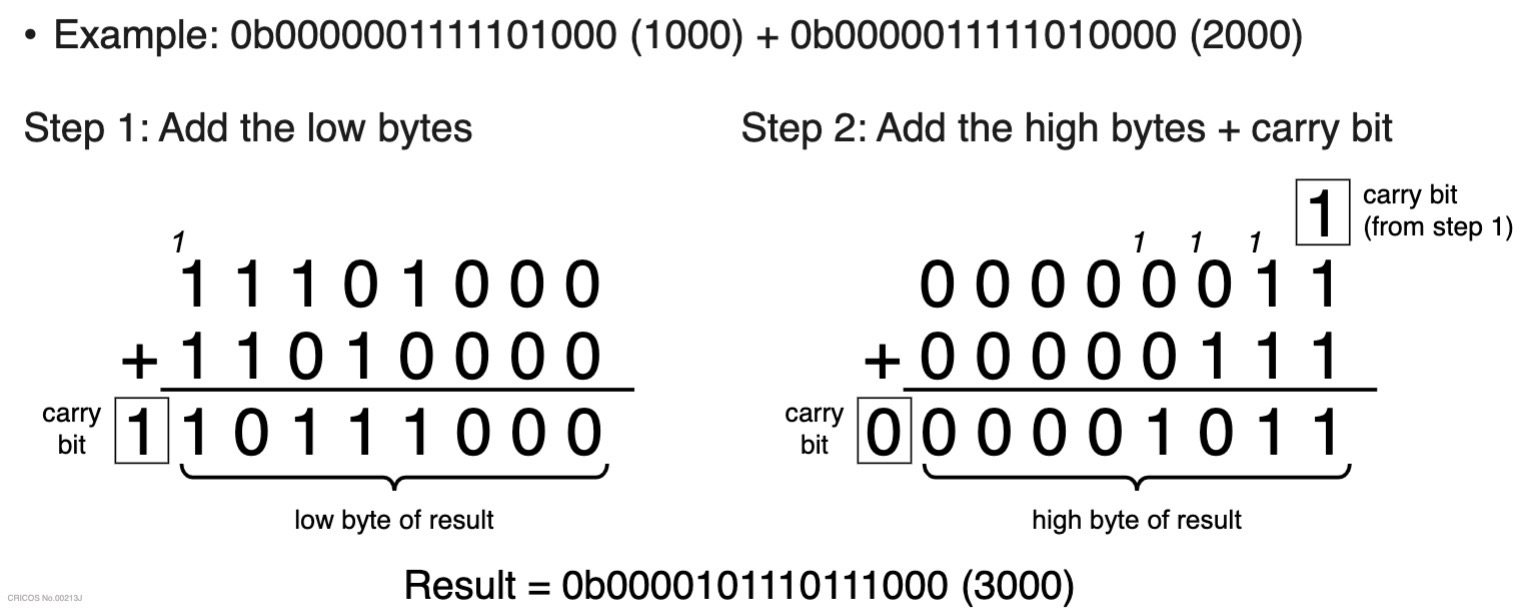 • Example: 0b0000001111101000 (1000) + 0b0000011111010000 (2000)
Step 1: Add the low bytes
1
1 1 1 0 1 0 0 0
+ 1 1 0 1 0 0 0 0
carry bit
1 1 0 1 1 1 0 0 0
low byte of result
Step 2: Add the high bytes + carry bit
1 carry bit
(from step 1)
1 1 1
0 0 0 0 0 0 1 1
+ 0 0 0 0 0 1 1 1
carry bit
0 0 0 0 0 1 0 1 1
high byte of result
Result = 0b0000101110111000 (3000)
CRICOS No.00213J